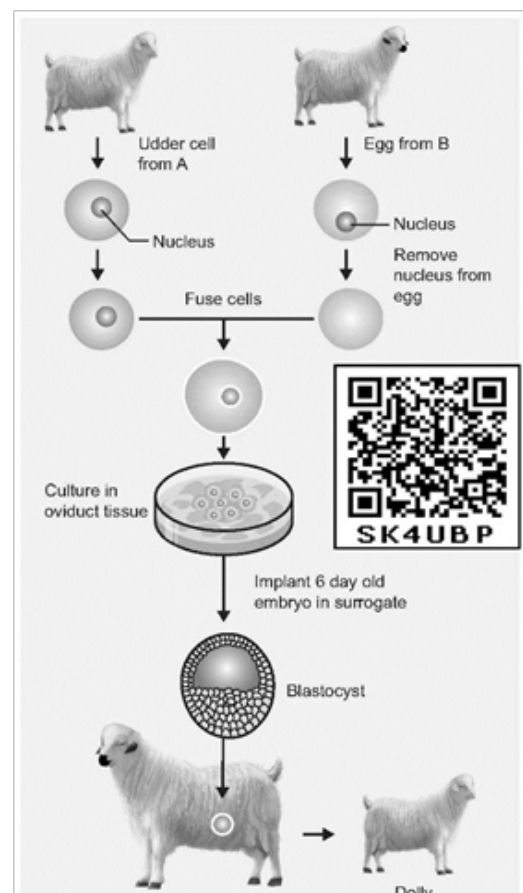 Udder cell
from A
Egg from B
Nucleus
Nucleus
Remove
nucleus from
egg
Fuse cells
SK4UBP
Culture in
oviduct tissue
Implant 6 day old
embryo in surrogate
Blastocyst
Dolly